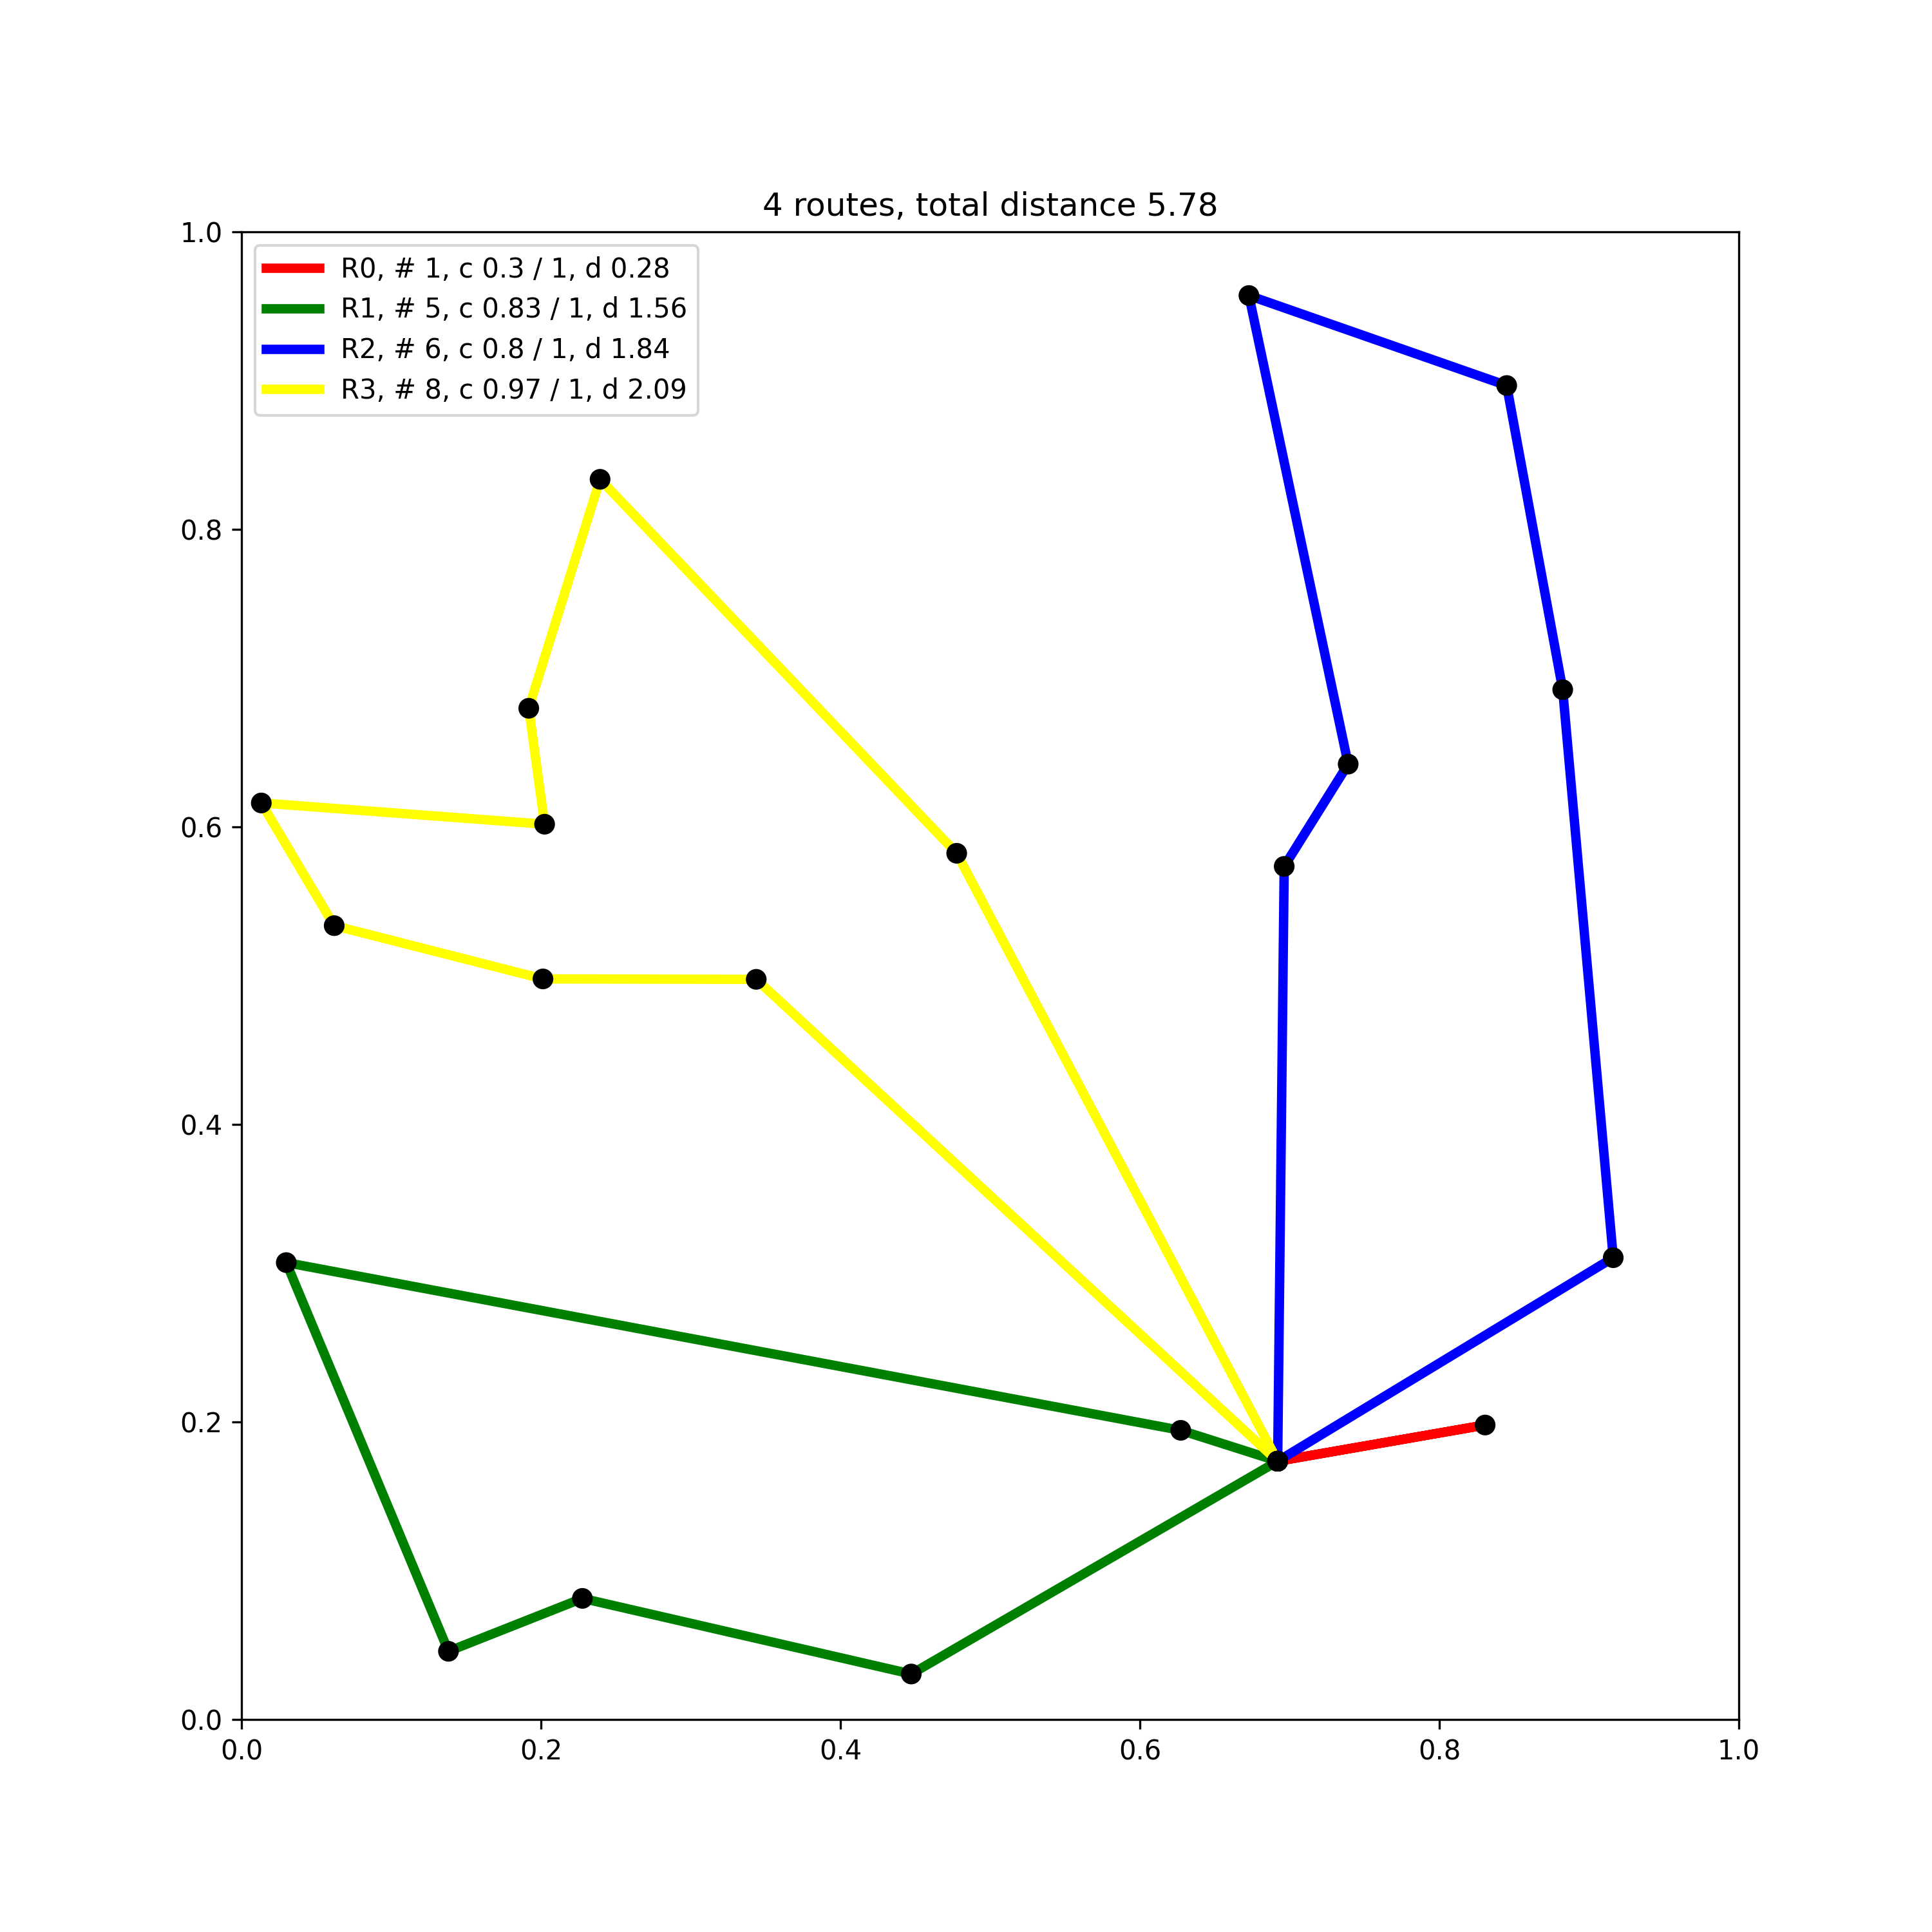 4 routes, total distance 5.78
1.0
R0, # 1, c 0.3 / 1, d 0.28
R1, # 5, c 0.83 / 1, d 1.56
R2, # 6, c 0.8 / 1, d 1.84
R3, # 8, c 0.97 / 1, d 2.09
0.8
0.6
0.4
0.2
0.0
0.0 0.2 0.4 0.6 0.8 1.0